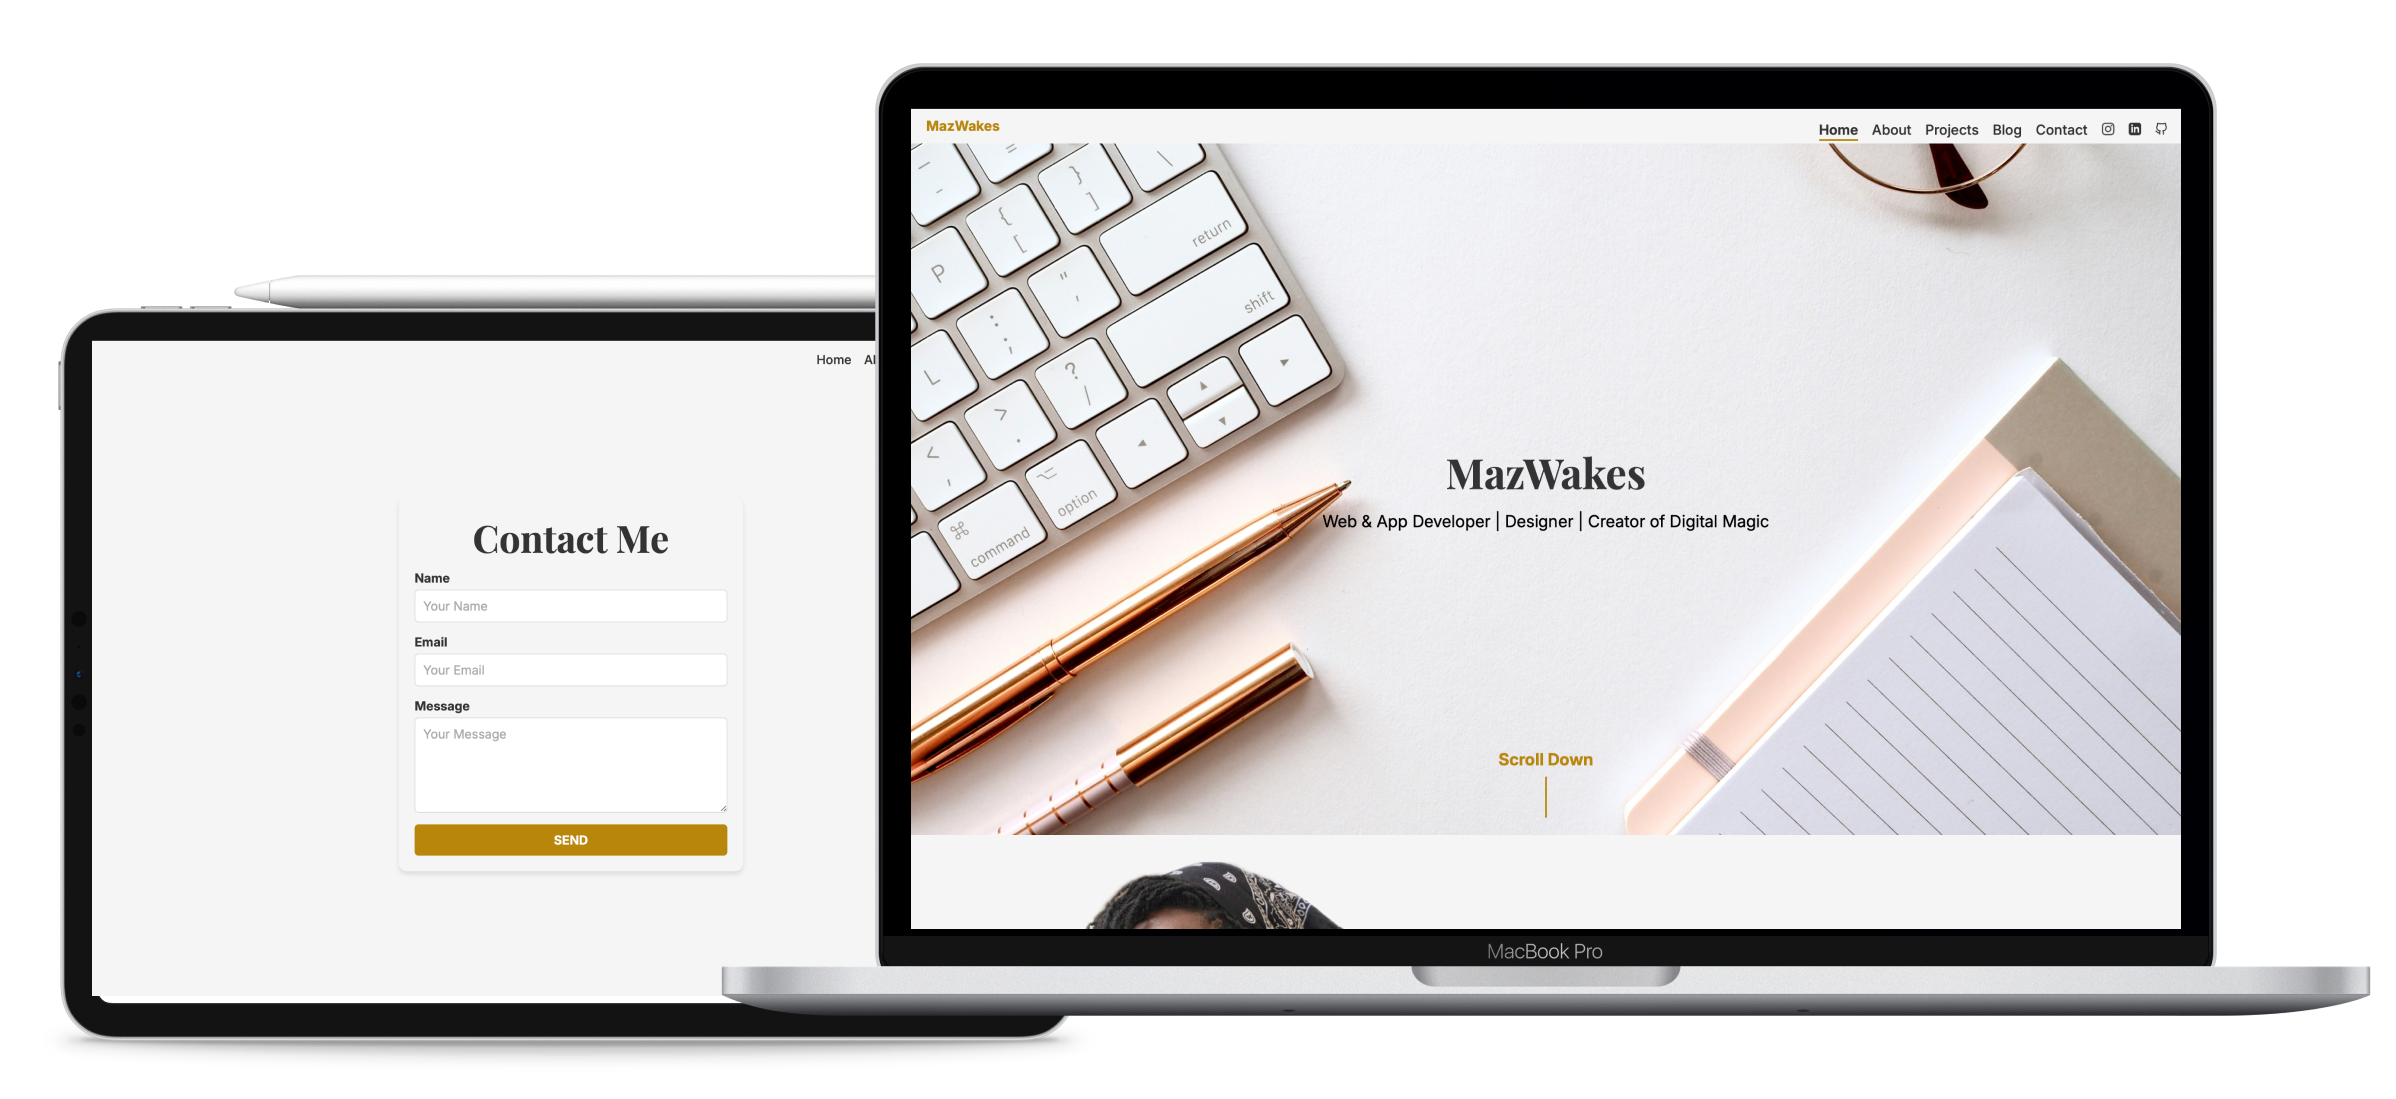 MazWakes
Home About Projects Blog Contact
MazWakes
Web & App Developer | Designer | Creator of Digital Magic
Scroll Down
MacBook Pro
return
shift
P
L
option
command
{
[
}
]
"
'
:
;
?
/
>
.
<
,
\
=
-
⌘
⌥
Home
Contact Me
Name
Your Name
Email
Your Email
Message
Your Message
SEND